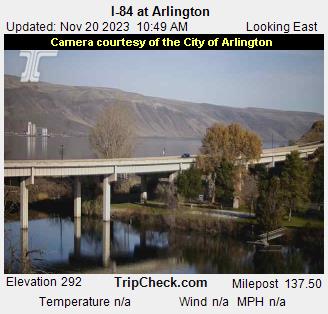 I-84 at Arlington
Updated: Nov 20 2023 10:49 AM Looking East
Camera courtesy of the City of Arlington
Elevation 292 TripCheck.com Milepost 137.50
Temperature n/a Wind n/a MPH n/a